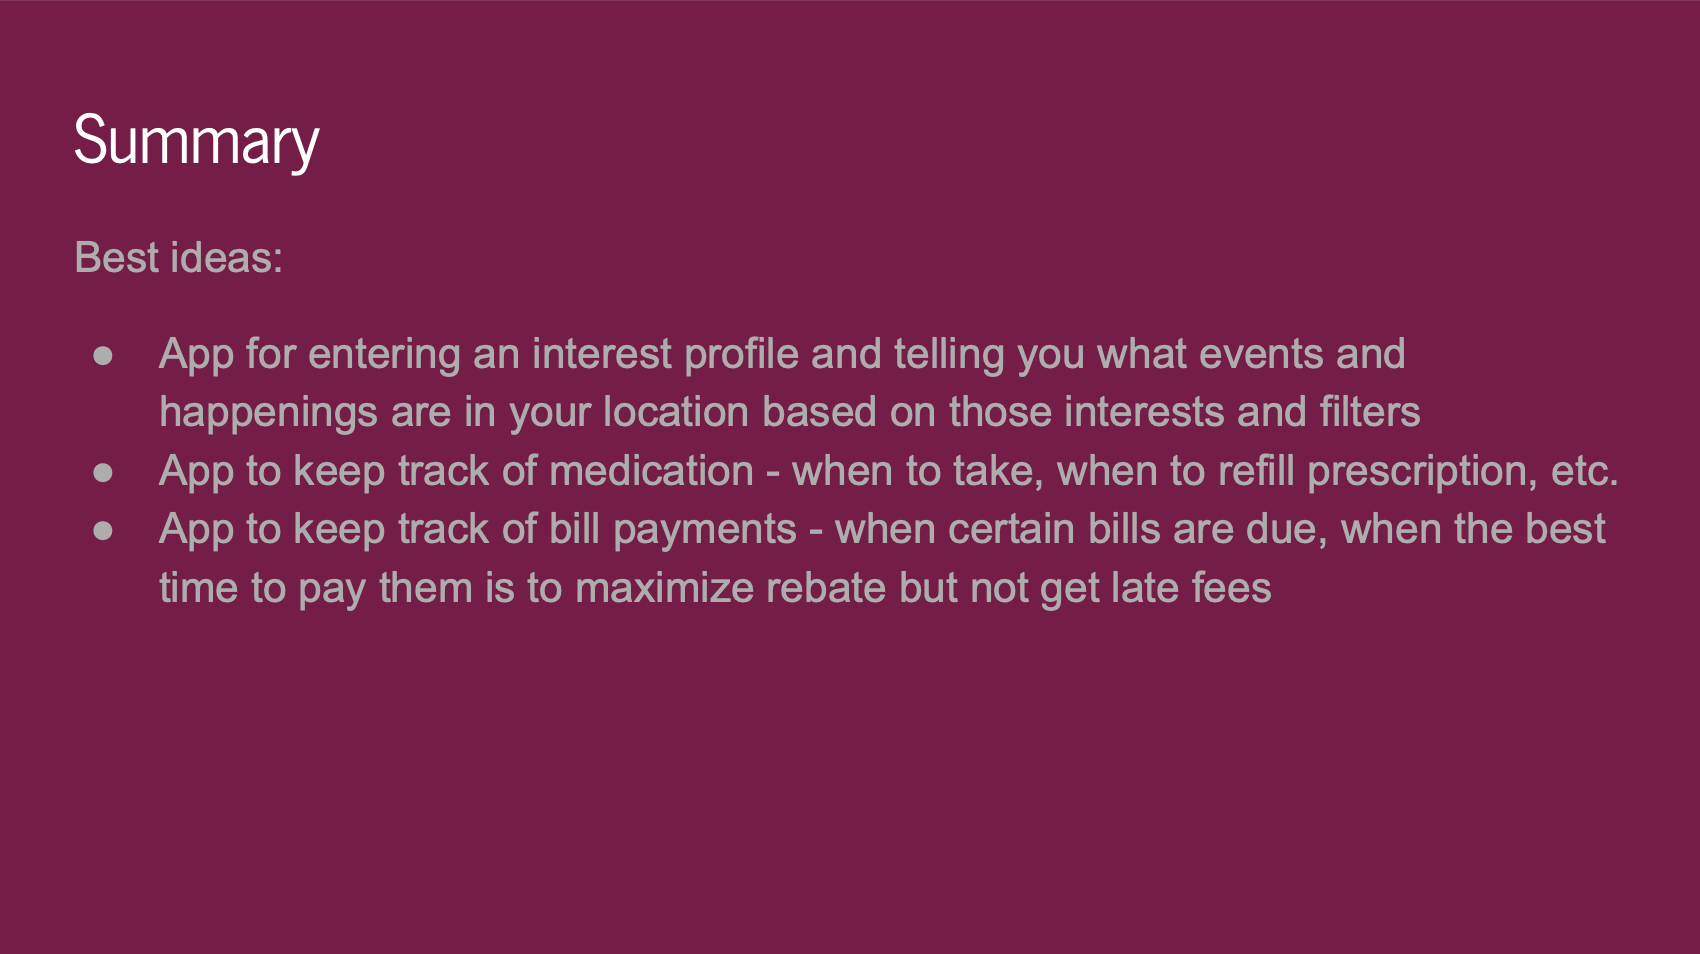 Summary
Best ideas:
● App for entering an interest profile and telling you what events and
happenings are in your location based on those interests and filters
● App to keep track of medication - when to take, when to refill prescription, etc.
● App to keep track of bill payments - when certain bills are due, when the best
time to pay them is to maximize rebate but not get late fees